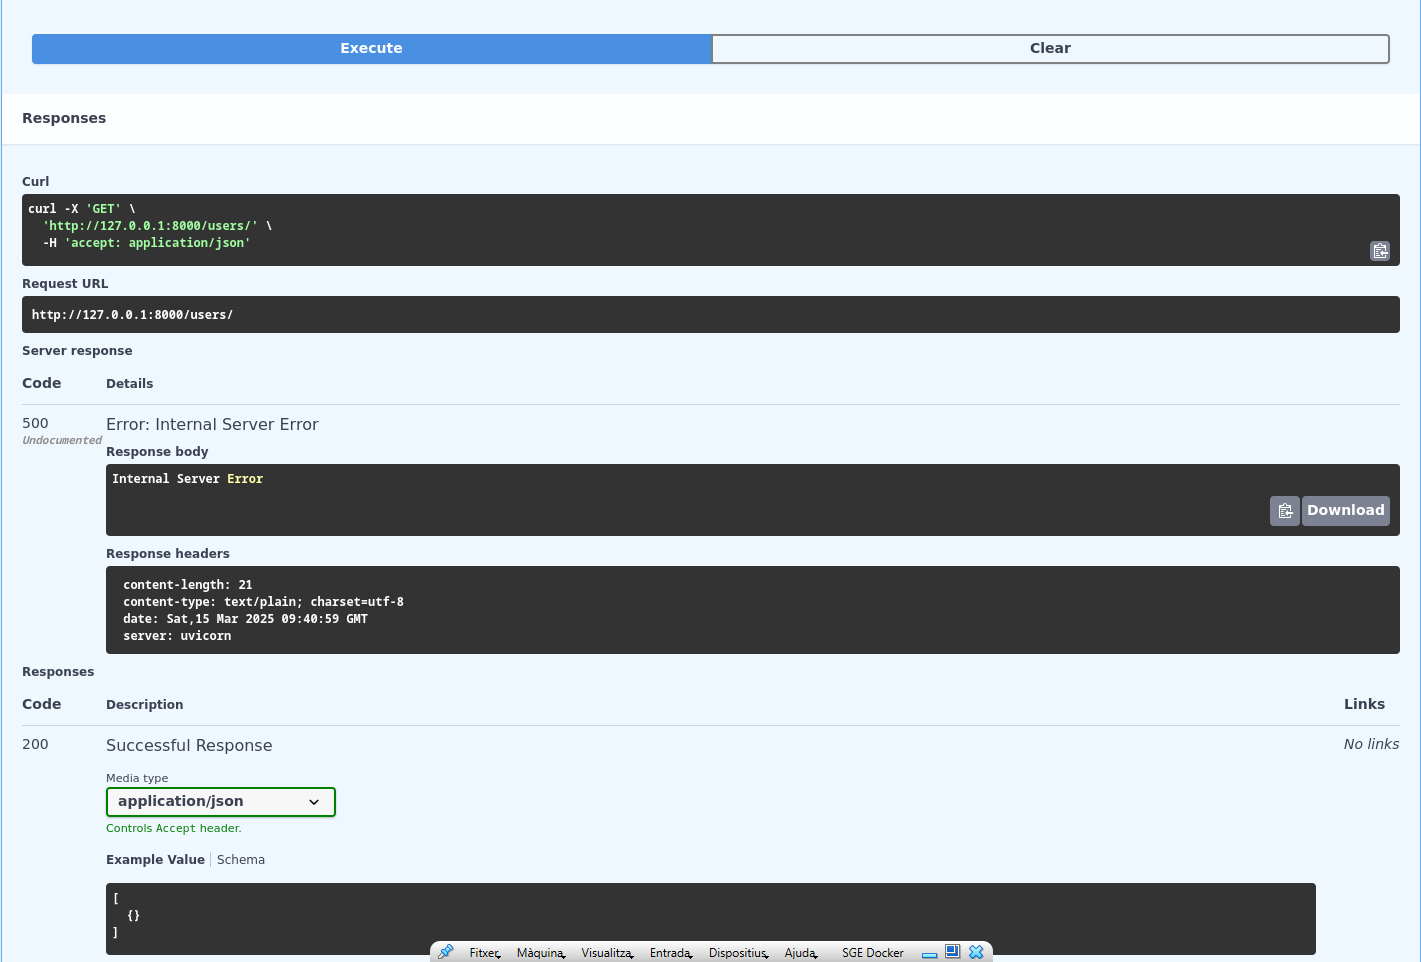 Execute Clear
Responses
Curl
curl -X 'GET' \
'http://127.0.0.1:8000/users/' \
-H 'accept: application/json'
Request URL
http://127.0.0.1:8000/users/
Server response
Code Details
500 Error: Internal Server Error
Undocumented
Response body
Internal Server Error
Download
Response headers
content-length: 21
content-type: text/plain; charset=utf-8
date: Sat,15 Mar 2025 09:40:59 GMT
server: uvicorn
Responses
Code Description Links
200 Successful Response No links
Media type
application/json
Controls Accept header.
Example Value Schema
[
{}
]
Fitxer Màquina Visualitza Entrada Dispositius Ajuda SGE Docker